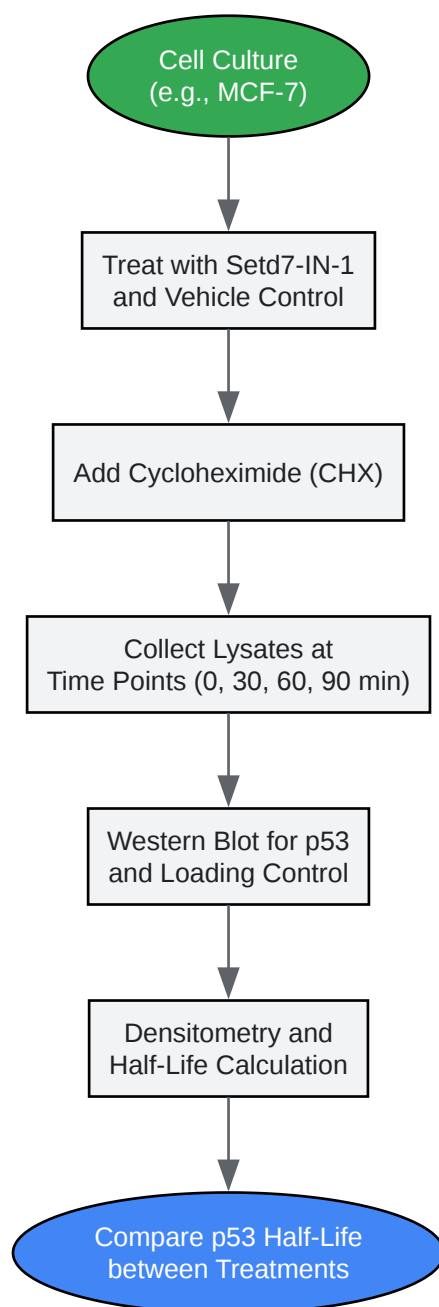 Cell Culture
(e.g., MCF-7)
Treat with Setd7-IN-1
and Vehicle Control
Add Cycloheximide (CHX)
Collect Lysates at
Time Points (0, 30, 60, 90 min)
Western Blot for p53
and Loading Control
Densitometry and
Half-Life Calculation
Compare p53 Half-Life
between Treatments